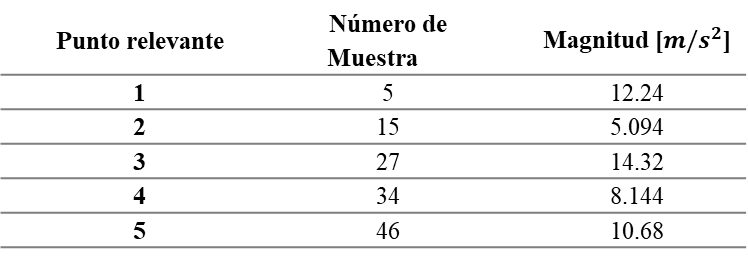 Punto relevante Número de Muestra Magnitud [m/s²]
1 5 12.24
2 15 5.094
3 27 14.32
4 34 8.144
5 46 10.68